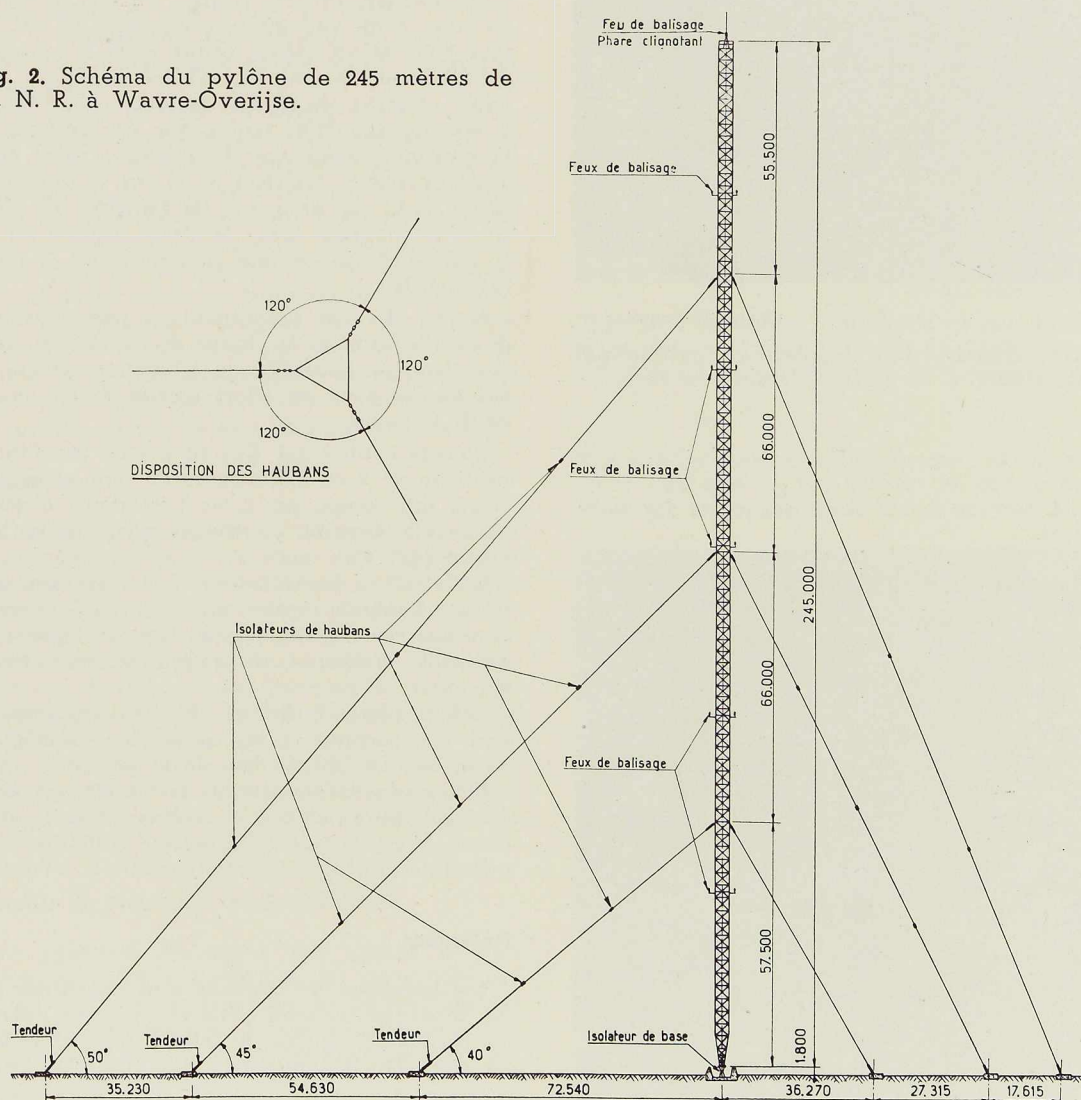 g. 2. Schéma du pylône de 245 mètres de
N. R. à Wavre-Overijse.
Feu de balisage
Phare clignotant
Feux de balisage
55.500
120°
120°
120°
DISPOSITION DES HAUBANS
Feux de balisage
66.000
245.000
Isolateurs de haubans
66.000
Feux de balisage
57.500
Isolateur de base
1.800
Tendeur
50°
Tendeur
45°
Tendeur
40°
35.230
54.630
72.540
36.270
27.315
17.615